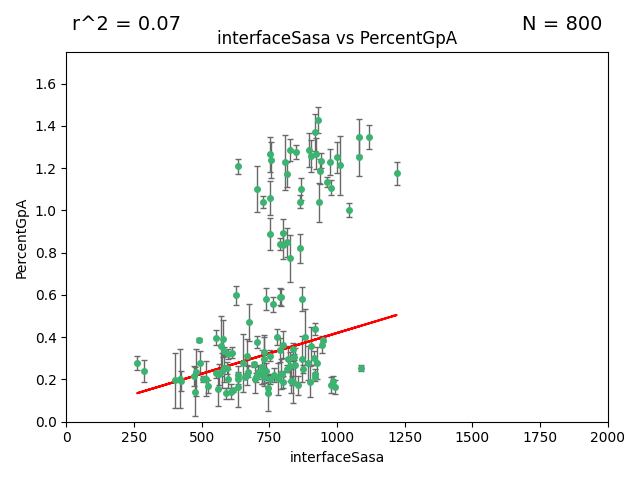 r^2 = 0.07
N = 800
interfaceSasa vs PercentGpA
1.6
1.4
1.2
1.0
0.8
0.6
0.4
0.2
0.0
PercentGpA
0 250 500 750 1000 1250 1500 1750 2000
interfaceSasa